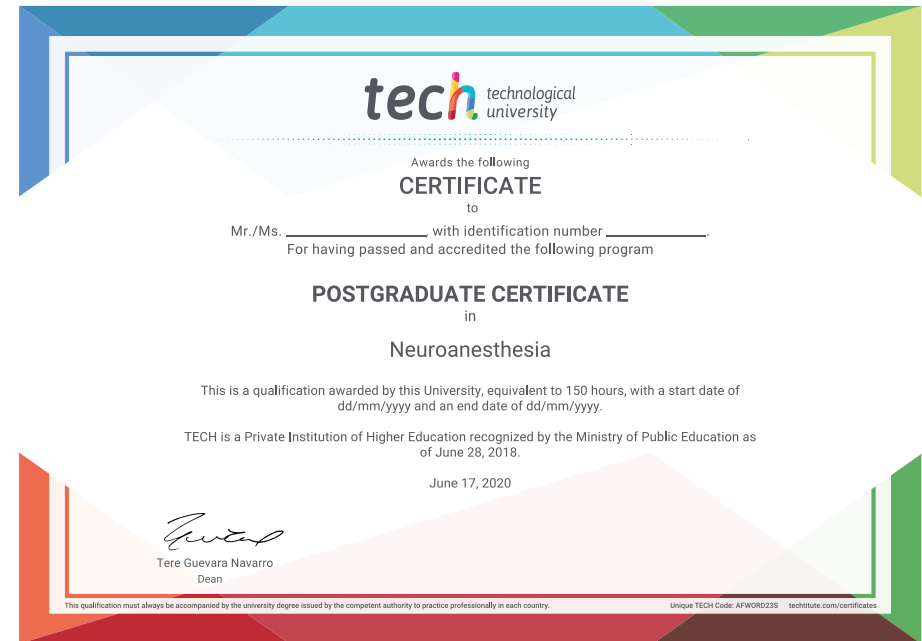 tech technological
university
Awards the following
CERTIFICATE
to
Mr./Ms. ____________________, with identification number ______________.
For having passed and accredited the following program
POSTGRADUATE CERTIFICATE
in
Neuroanesthesia
This is a qualification awarded by this University, equivalent to 150 hours, with a start date of
dd/mm/yyyy and an end date of dd/mm/yyyy.
TECH is a Private Institution of Higher Education recognized by the Ministry of Public Education as
of June 28, 2018.
June 17, 2020
Tere Guevara Navarro
Dean
This qualification must always be accompanied by the university degree issued by the competent authority to practice professionally in each country. Unique TECH Code: AFWORD23S techtitute.com/certificates